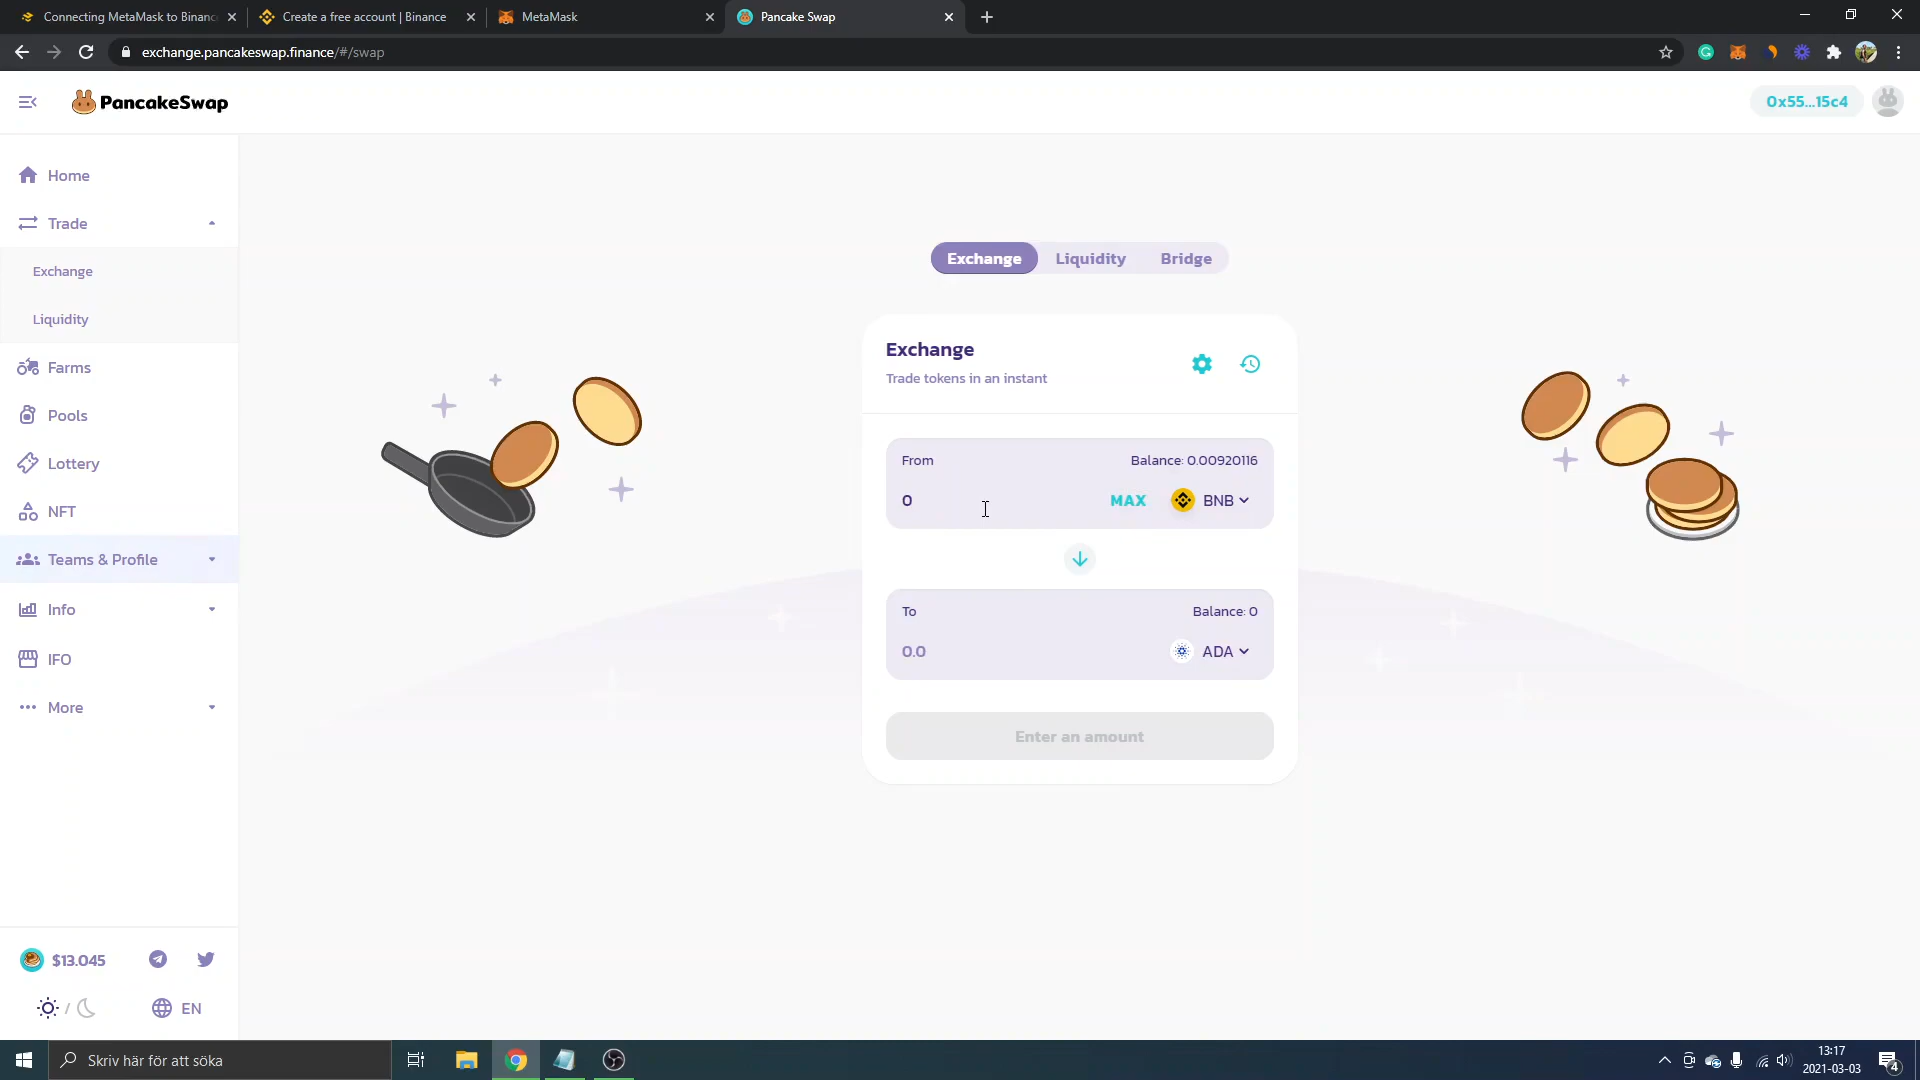 Connecting MetaMask to Binanc
Create a free account | Binance
MetaMask
Pancake Swap
exchange.pancakeswap.finance/#/swap
PancakeSwap
0x55...15c4
Home
Trade
Exchange
Liquidity
Farms
Pools
Lottery
NFT
Teams & Profile
Info
IFO
More
$13.045
/
EN
Exchange
Liquidity
Bridge
Exchange
Trade tokens in an instant
From
Balance: 0.00920116
0
MAX
BNB
To
Balance: 0
0.0
ADA
Enter an amount
Skriv här för att söka
13:17
2021-03-03
4